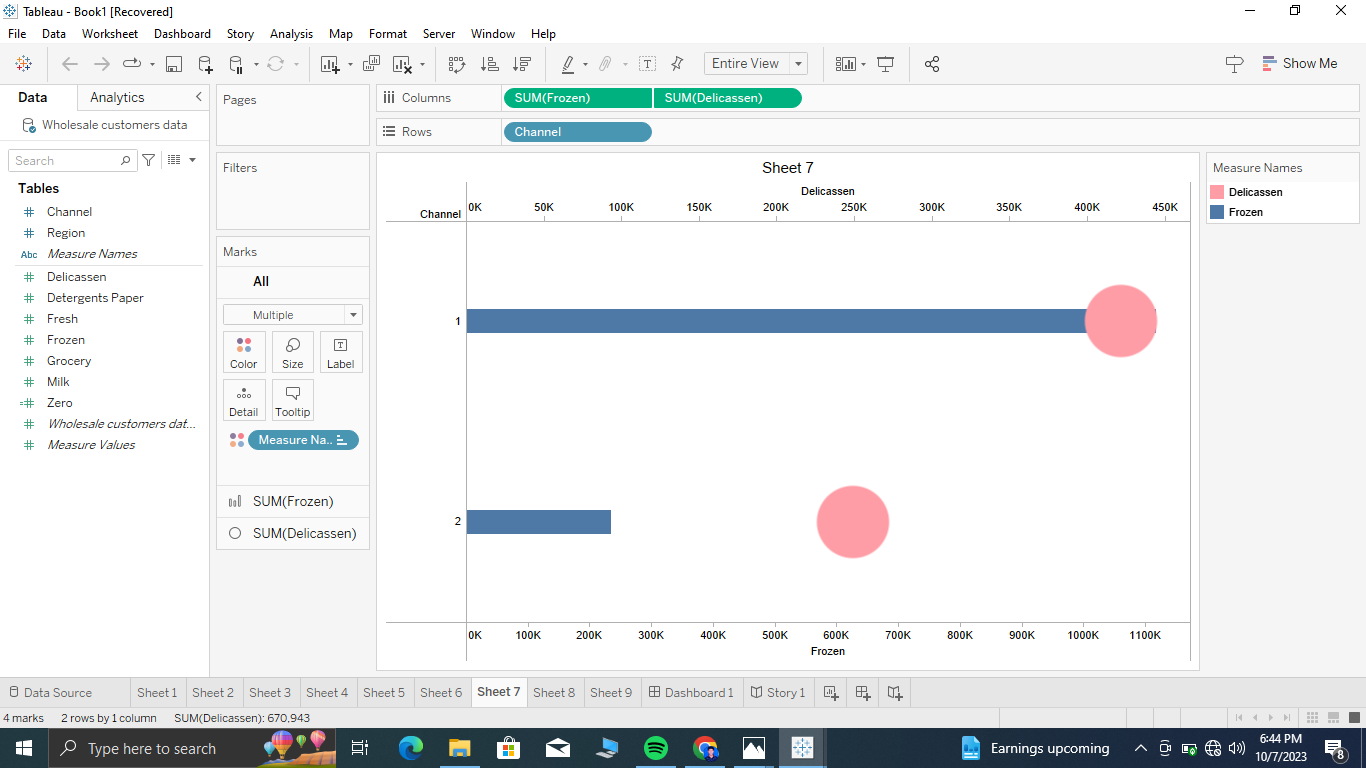 Tableau - Book1 [Recovered]
File Data Worksheet Dashboard Story Analysis Map Format Server Window Help
Entire View
Show Me
Data Analytics
Wholesale customers data
Search
Tables
Channel
Region
Abc Measure Names
Delicassen
Detergents Paper
Fresh
Frozen
Grocery
Milk
Zero
Wholesale customers dat...
Measure Values
Pages
Filters
Marks
All
Multiple
Color Size Label
Detail Tooltip
Measure Na..
SUM(Frozen)
SUM(Delicassen)
Columns SUM(Frozen) SUM(Delicassen)
Rows Channel
Sheet 7
Delicassen
Channel 0K 50K 100K 150K 200K 250K 300K 350K 400K 450K
1
2
0K 100K 200K 300K 400K 500K 600K 700K 800K 900K 1000K 1100K
Frozen
Measure Names
Delicassen
Frozen
Data Source Sheet 1 Sheet 2 Sheet 3 Sheet 4 Sheet 5 Sheet 6 Sheet 7 Sheet 8 Sheet 9 Dashboard 1 Story 1
4 marks 2 rows by 1 column SUM(Delicassen): 670,943
Type here to search
Earnings upcoming
6:44 PM
10/7/2023
8